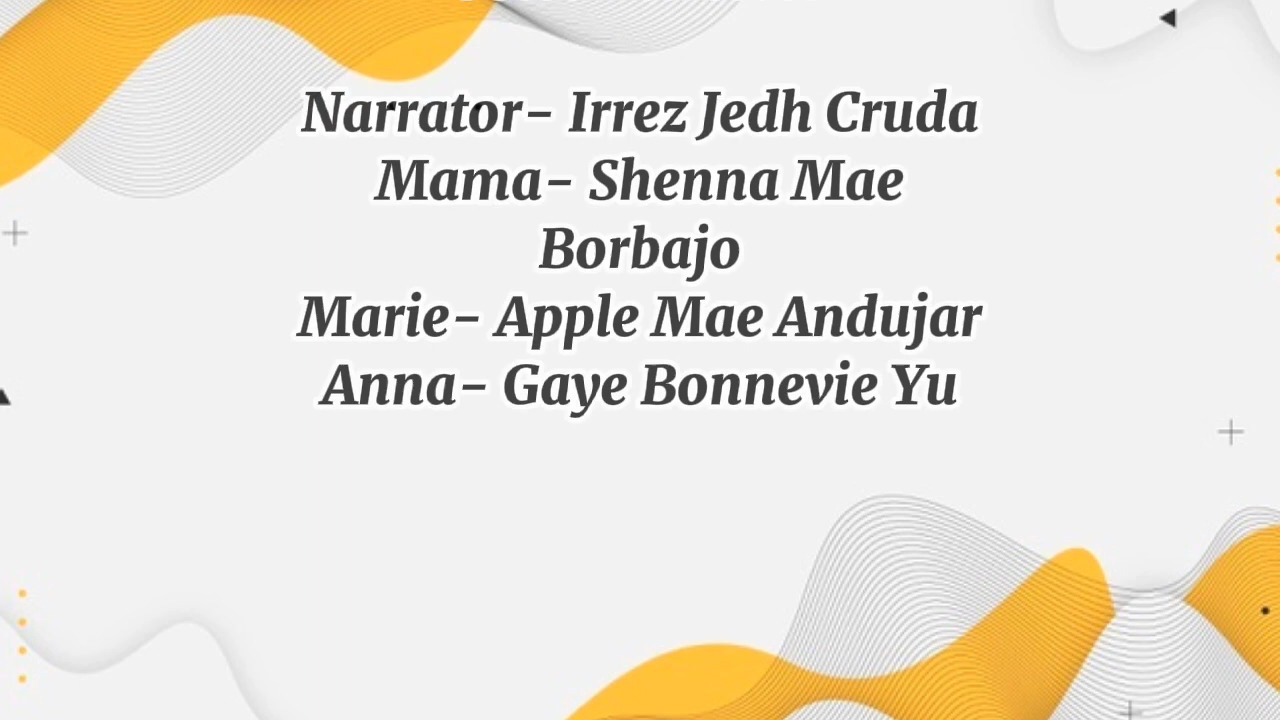 Narrator- Irrez Jedh Cruda
Mama- Shenna Mae
Borbajo
Marie- Apple Mae Andujar
Anna- Gaye Bonnevie Yu